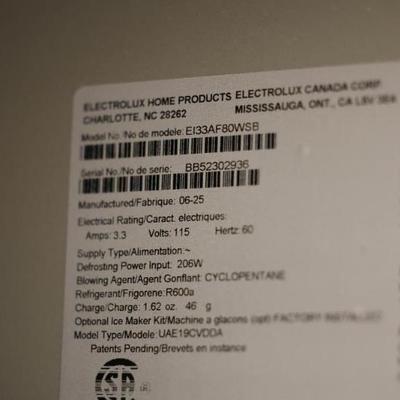 ELECTROLUX HOME PRODUCTS ELECTROLUX CANADA CORP.
CHARLOTTE, NC 28262 MISSISSAUGA, ONT., CA L5V 3E4
Model No./No de modele: EI33AF80WSB
Serial No./No de serie: BB52302936
Manufactured/Fabrique: 06-25
Electrical Rating/Caract. electriques:
Amps: 3.3 Volts: 115 Hertz: 60
Supply Type/Alimentation:~
Defrosting Power Input: 206W
Blowing Agent/Agent Gonflant: CYCLOPENTANE
Refrigerant/Frigorene:R600a
Charge/Charge: 1.62 oz. 46 g
Optional Ice Maker Kit/Machine a glacons (opt) FACTORY INSTALLED
Model Type/Modele: UAE19CVDDA
Patents Pending/Brevets en instance